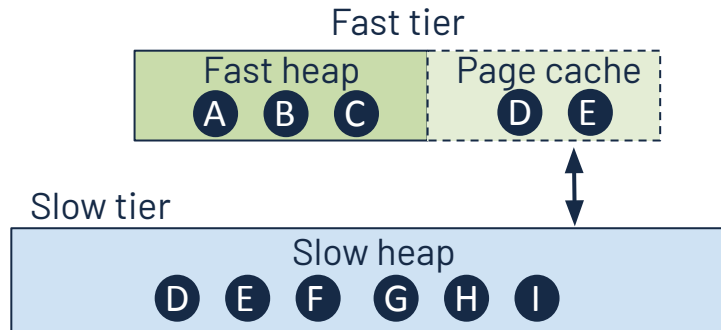 Fast tier
Fast heap Page cache
A B C D E
Slow tier
Slow heap
D E F G H I